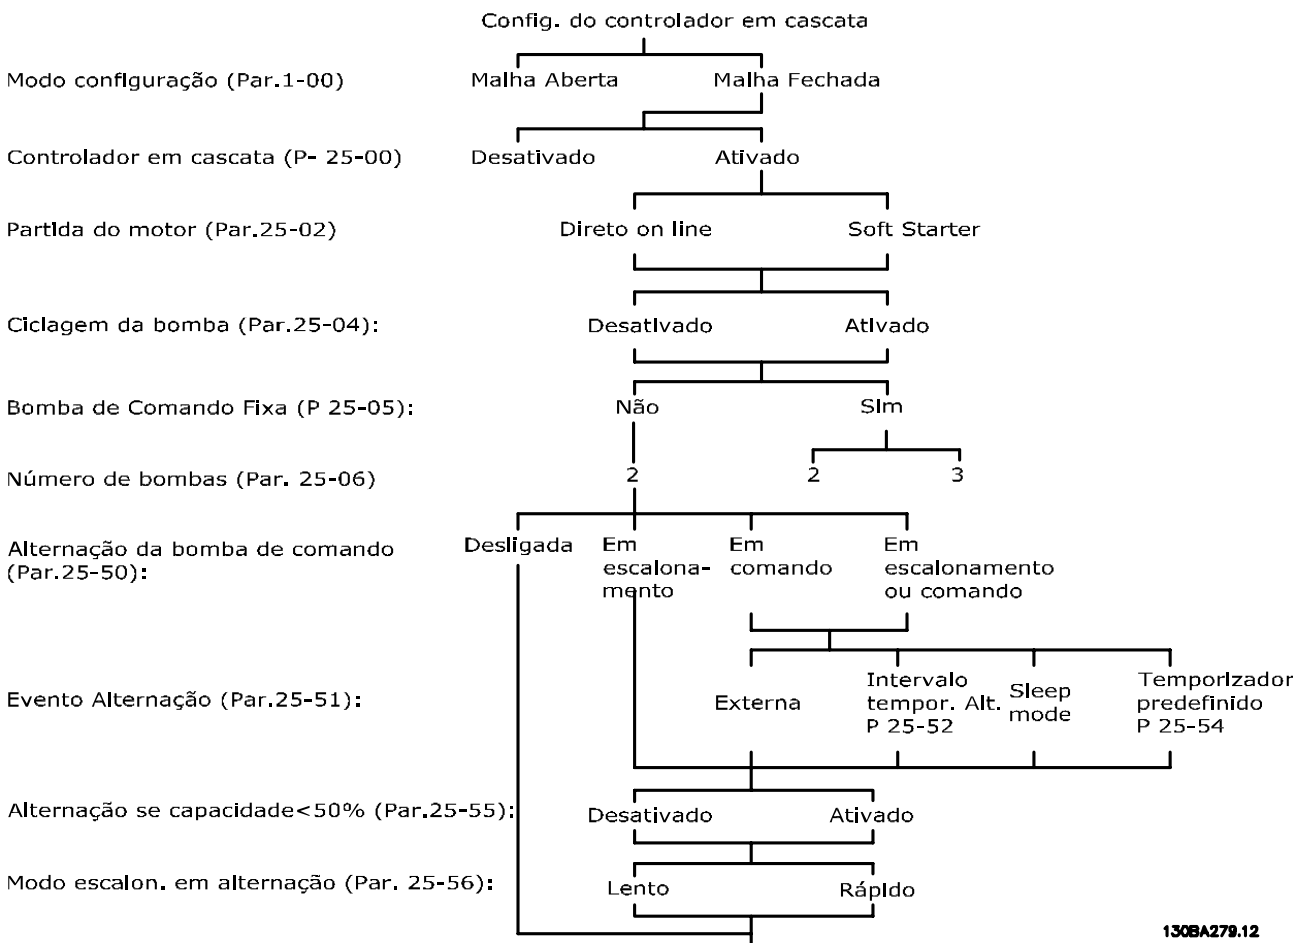 Config. do controlador em cascata
Modo configuração (Par.1-00)
Malha Aberta
Malha Fechada
Controlador em cascata (P- 25-00)
Desativado
Ativado
Partida do motor (Par.25-02)
Direto on line
Soft Starter
Ciclagem da bomba (Par.25-04):
Desativado
Ativado
Bomba de Comando Fixa (P 25-05):
Não
Sim
Número de bombas (Par. 25-06)
2
2
3
Alternação da bomba de comando
(Par.25-50):
Desligada
Em
escalona-
mento
Em
comando
Em
escalonamento
ou comando
Evento Alternação (Par.25-51):
Externa
Intervalo
tempor. Alt.
P 25-52
Sleep
mode
Temporizador
predefinido
P 25-54
Alternação se capacidade<50% (Par.25-55):
Desativado
Ativado
Modo escalon. em alternação (Par. 25-56):
Lento
Rápido
130BA279.12